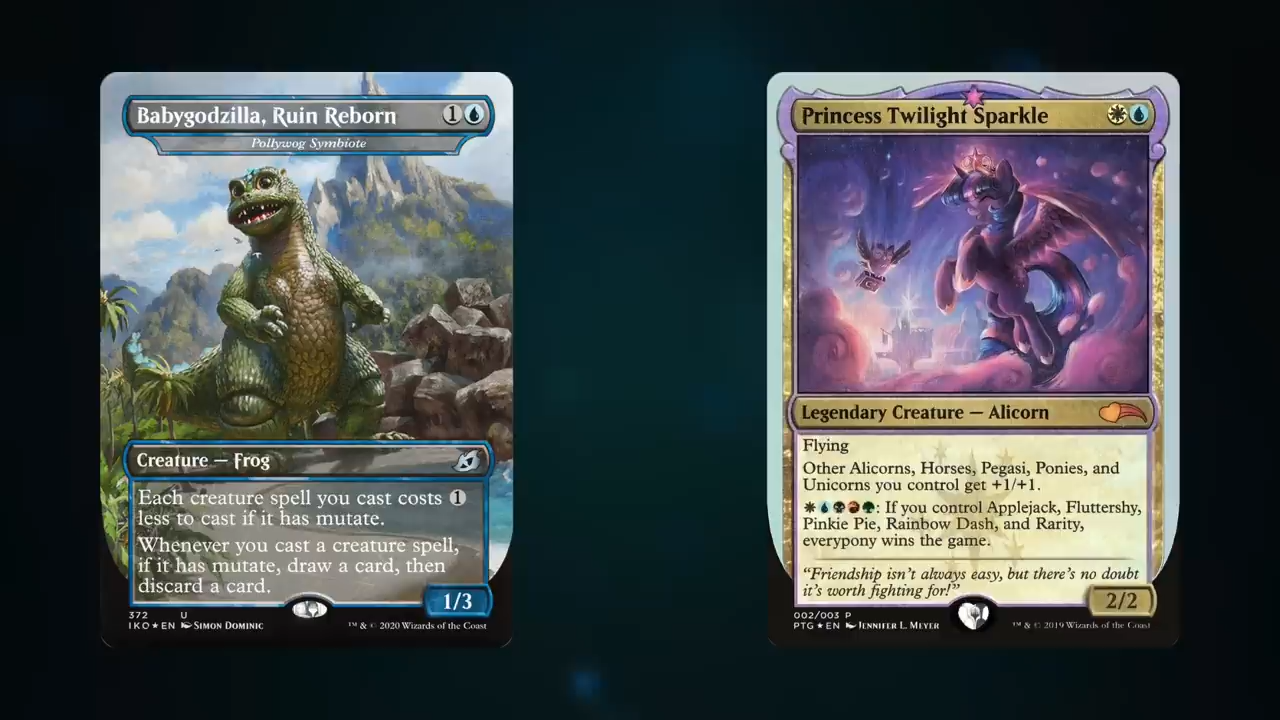 Babygodzilla, Ruin Reborn 1
Pollywog Symbiote
Creature — Frog
Each creature spell you cast costs 1
less to cast if it has mutate.
Whenever you cast a creature spell,
if it has mutate, draw a card, then
discard a card.
1/3
372 U
IKO★EN Simon Dominic
™ & © 2020 Wizards of the Coast
Princess Twilight Sparkle
Legendary Creature — Alicorn
Flying
Other Alicorns, Horses, Pegasi, Ponies, and
Unicorns you control get +1/+1.
: If you control Applejack, Fluttershy,
Pinkie Pie, Rainbow Dash, and Rarity,
everypony wins the game.
“Friendship isn't always easy, but there's no doubt
it's worth fighting for!”
2/2
002/003 P
PTG★EN Jennifer L. Meyer
™ & © 2019 Wizards of the Coast